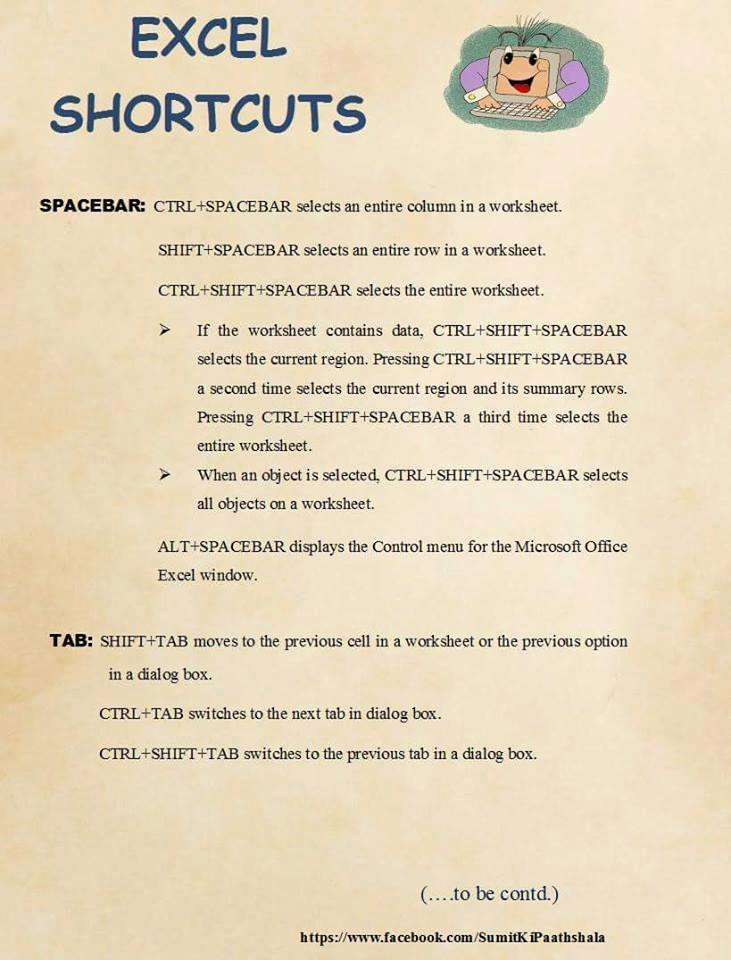 EXCEL
SHORTCUTS
SPACEBAR: CTRL+SPACEBAR selects an entire column in a worksheet.
SHIFT+SPACEBAR selects an entire row in a worksheet.
CTRL+SHIFT+SPACEBAR selects the entire worksheet.
➢ If the worksheet contains data, CTRL+SHIFT+SPACEBAR
selects the current region. Pressing CTRL+SHIFT+SPACEBAR
a second time selects the current region and its summary rows.
Pressing CTRL+SHIFT+SPACEBAR a third time selects the
entire worksheet.
➢ When an object is selected, CTRL+SHIFT+SPACEBAR selects
all objects on a worksheet.
ALT+SPACEBAR displays the Control menu for the Microsoft Office
Excel window.
TAB: SHIFT+TAB moves to the previous cell in a worksheet or the previous option
in a dialog box.
CTRL+TAB switches to the next tab in dialog box.
CTRL+SHIFT+TAB switches to the previous tab in a dialog box.
(....to be contd.)
https://www.facebook.com/SumitKiPaathshala